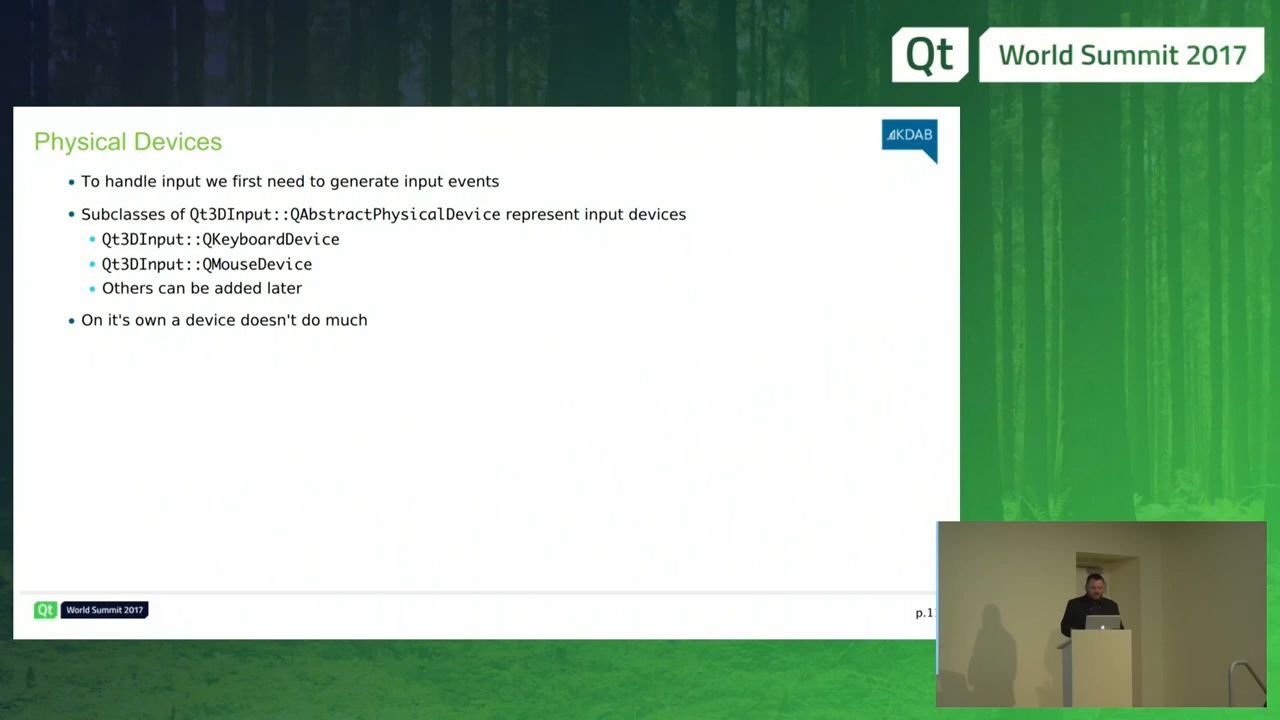 Qt World Summit 2017
Physical Devices
KDAB
• To handle input we first need to generate input events
• Subclasses of Qt3DInput::QAbstractPhysicalDevice represent input devices
• Qt3DInput::QKeyboardDevice
• Qt3DInput::QMouseDevice
• Others can be added later
• On it's own a device doesn't do much
Qt World Summit 2017